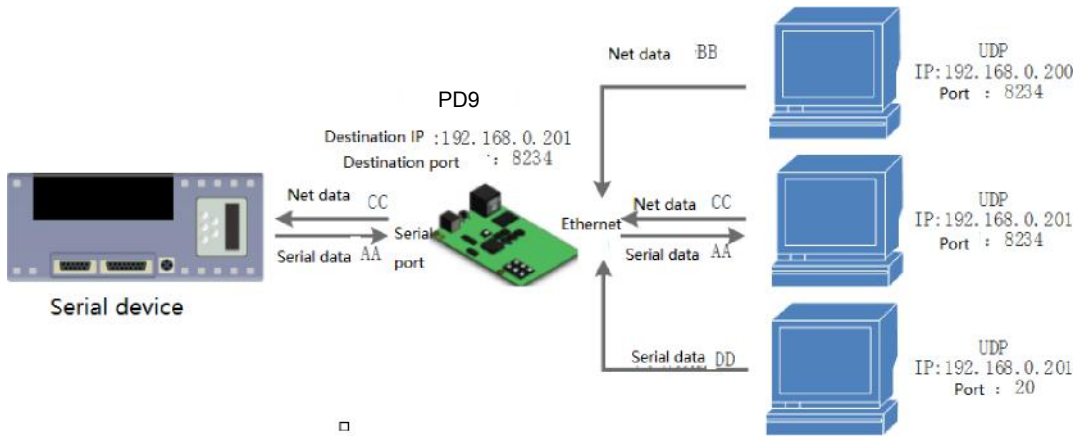 Net data BB
UDP
IP:192.168.0.200
Port : 8234
PD9
Destination IP :192.168.0.201
Destination port : 8234
Net data CC
Serial data AA
Serial port
Ethernet
Net data CC
Serial data AA
UDP
IP:192.168.0.201
Port : 8234
Serial device
Serial data DD
UDP
IP:192.168.0.201
Port : 20